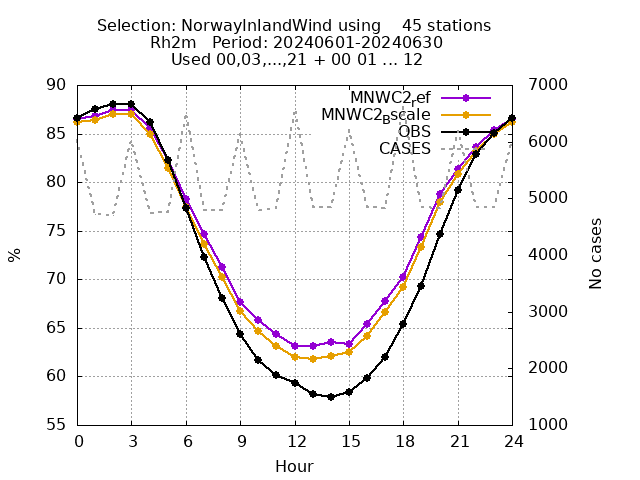 Selection: NorwayInlandWind using    45 stations
Rh2m   Period: 20240601-20240630
Used 00,03,...,21 + 00 01 ... 12
90
85
80
75
70
65
60
55
7000
6000
5000
4000
3000
2000
1000
MNWC2ref
MNWC2Bscale
OBS
CASES
%
No cases
0 3 6 9 12 15 18 21 24
Hour